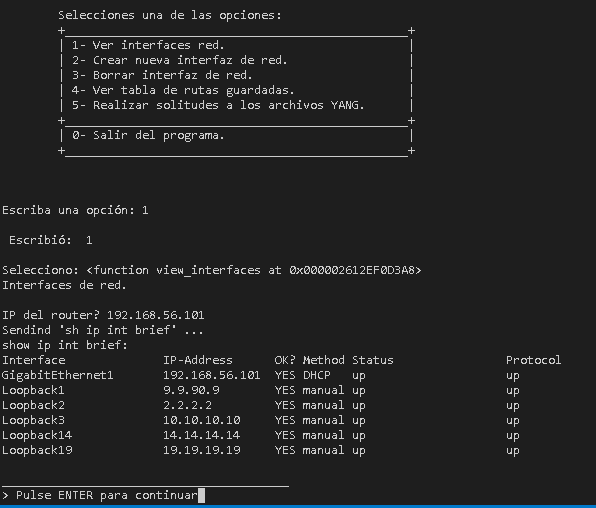 Selecciones una de las opciones:
+_________________________________________________+
| 1- Ver interfaces red. |
| 2- Crear nueva interfaz de red. |
| 3- Borrar interfaz de red. |
| 4- Ver tabla de rutas guardadas. |
| 5- Realizar solitudes a los archivos YANG. |
+_________________________________________________+
| 0- Salir del programa. |
+_________________________________________________+
Escriba una opción: 1
Escribió: 1
Selecciono: <function view_interfaces at 0x000002612EF0D3A8>
Interfaces de red.
IP del router? 192.168.56.101
Sendind 'sh ip int brief' ...
show ip int brief:
Interface IP-Address OK? Method Status Protocol
GigabitEthernet1 192.168.56.101 YES DHCP up up
Loopback1 9.9.90.9 YES manual up up
Loopback2 2.2.2.2 YES manual up up
Loopback3 10.10.10.10 YES manual up up
Loopback14 14.14.14.14 YES manual up up
Loopback19 19.19.19.19 YES manual up up
_________________________________________
> Pulse ENTER para continuar